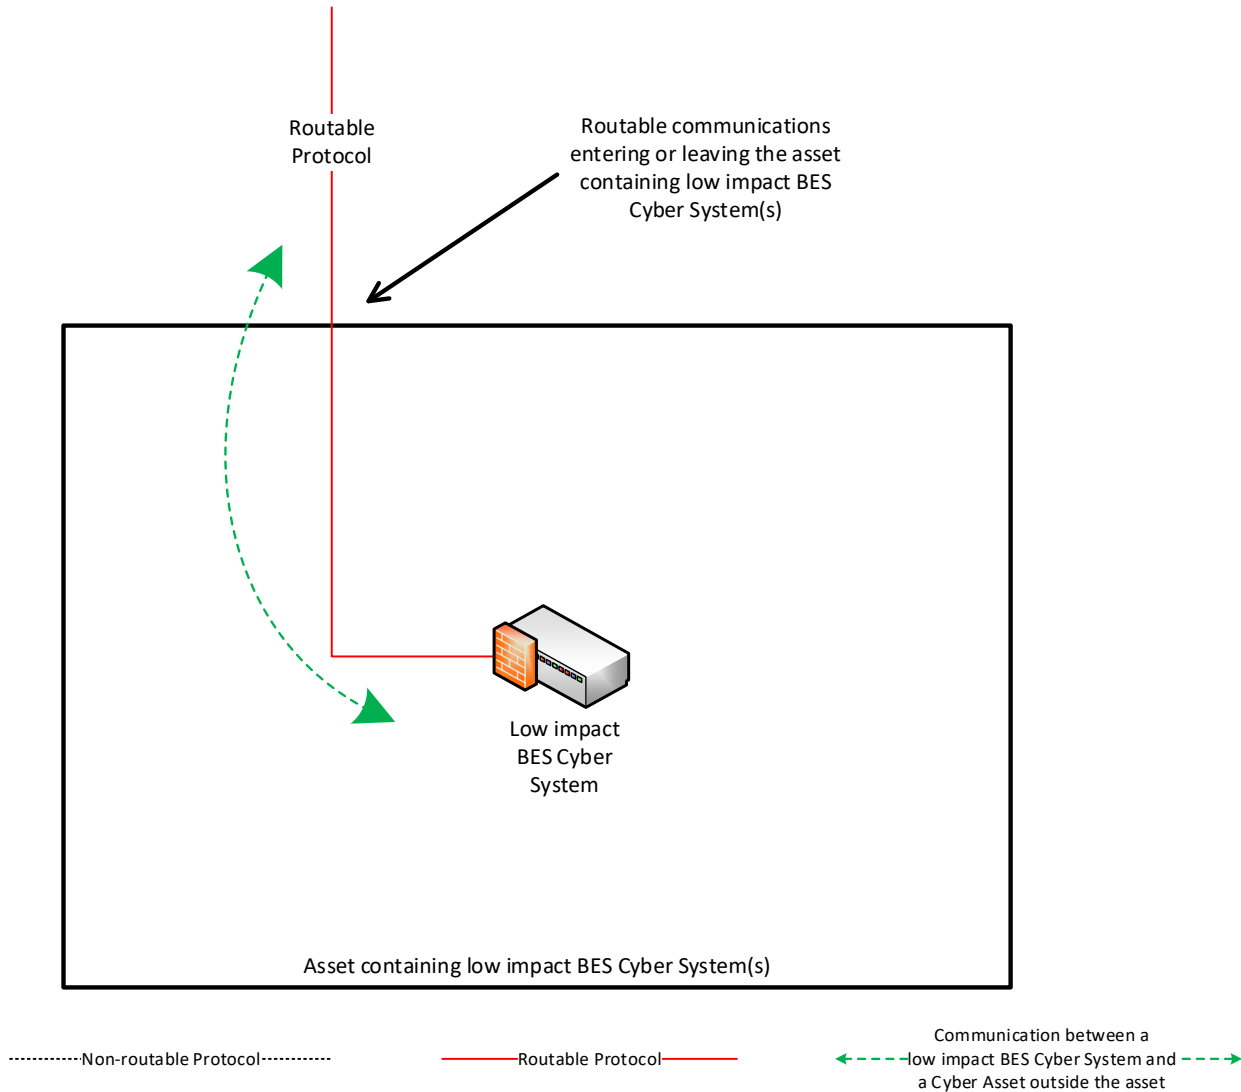 Routable
Protocol
Routable communications
entering or leaving the asset
containing low impact BES
Cyber System(s)
Low impact
BES Cyber
System
Asset containing low impact BES Cyber System(s)
Non-routable Protocol
Routable Protocol
Communication between a
low impact BES Cyber System and
a Cyber Asset outside the asset